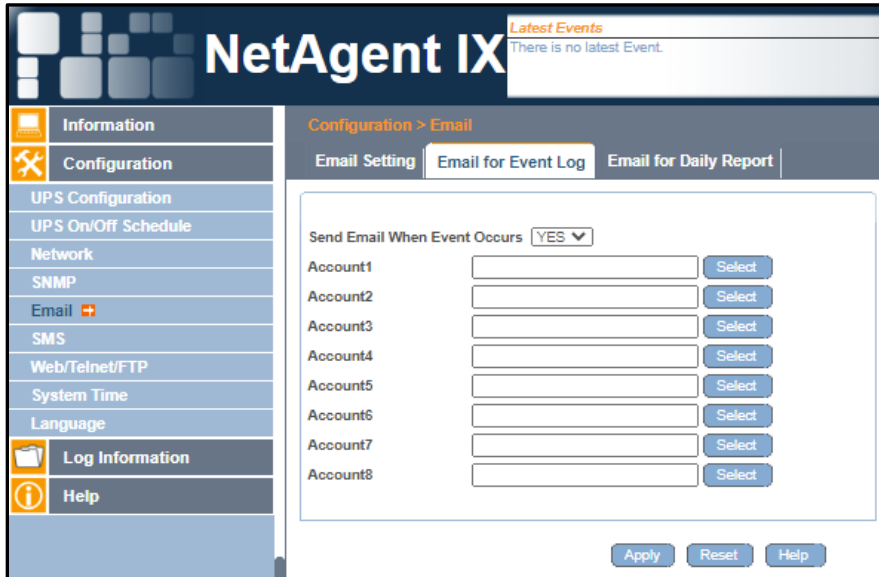 NetAgent IX
Latest Events
There is no latest Event.
Information
Configuration
UPS Configuration
UPS On/Off Schedule
Network
SNMP
Email
SMS
Web/Telnet/FTP
System Time
Language
Log Information
Help
Configuration > Email
Email Setting
Email for Event Log
Email for Daily Report
Send Email When Event Occurs YES
Account1 Select
Account2 Select
Account3 Select
Account4 Select
Account5 Select
Account6 Select
Account7 Select
Account8 Select
Apply Reset Help